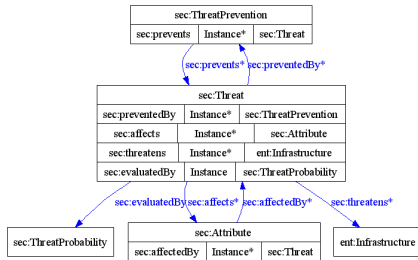 sec:ThreatPrevention
sec:prevents Instance* sec:Threat
sec:prevents* sec:preventedBy*
sec:Threat
sec:preventedBy Instance* sec:ThreatPrevention
sec:affects Instance* sec:Attribute
sec:threatens Instance* ent:Infrastructure
sec:evaluatedBy Instance sec:ThreatProbability
sec:evaluatedBy sec:affects* sec:affectedBy* sec:threatens*
sec:ThreatProbability sec:Attribute ent:Infrastructure
sec:affectedBy Instance* sec:Threat